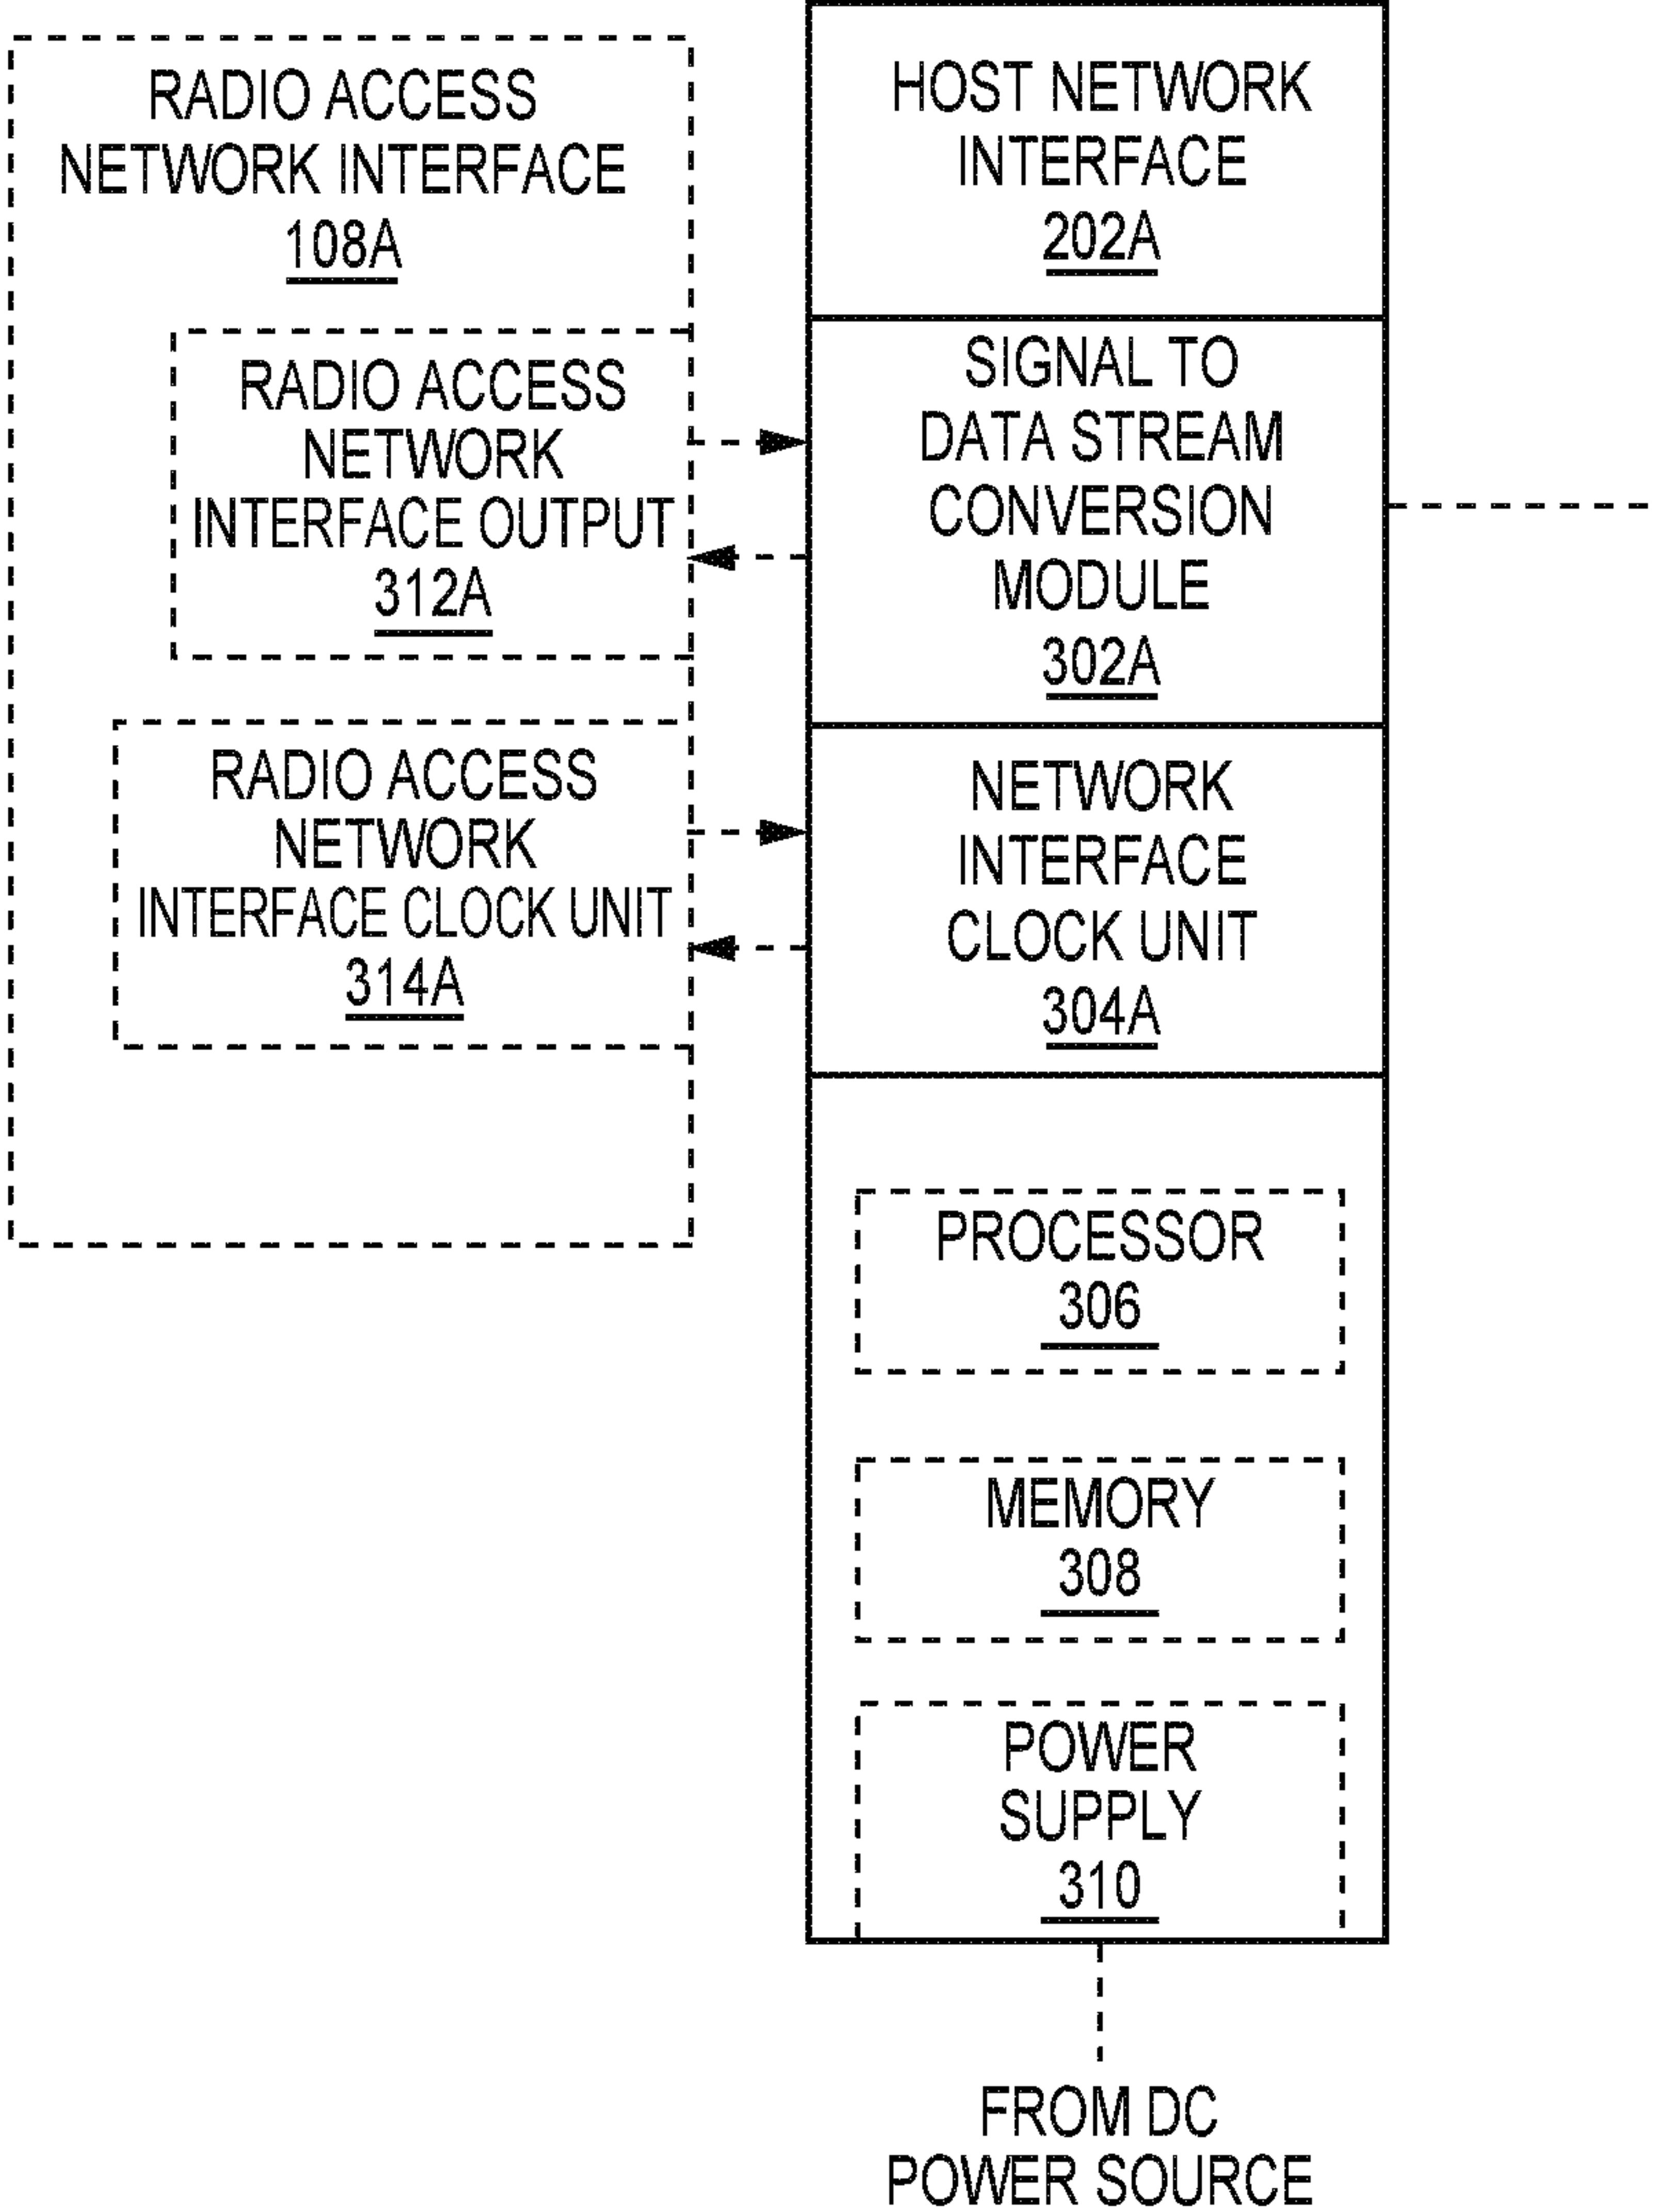 RADIO ACCESS
NETWORK INTERFACE
108A
RADIO ACCESS
NETWORK
INTERFACE OUTPUT
312A
RADIO ACCESS
NETWORK
INTERFACE CLOCK UNIT
314A
HOST NETWORK
INTERFACE
202A
SIGNAL TO
DATA STREAM
CONVERSION
MODULE
302A
NETWORK
INTERFACE
CLOCK UNIT
304A
PROCESSOR
306
MEMORY
308
POWER
SUPPLY
310
FROM DC
POWER SOURCE